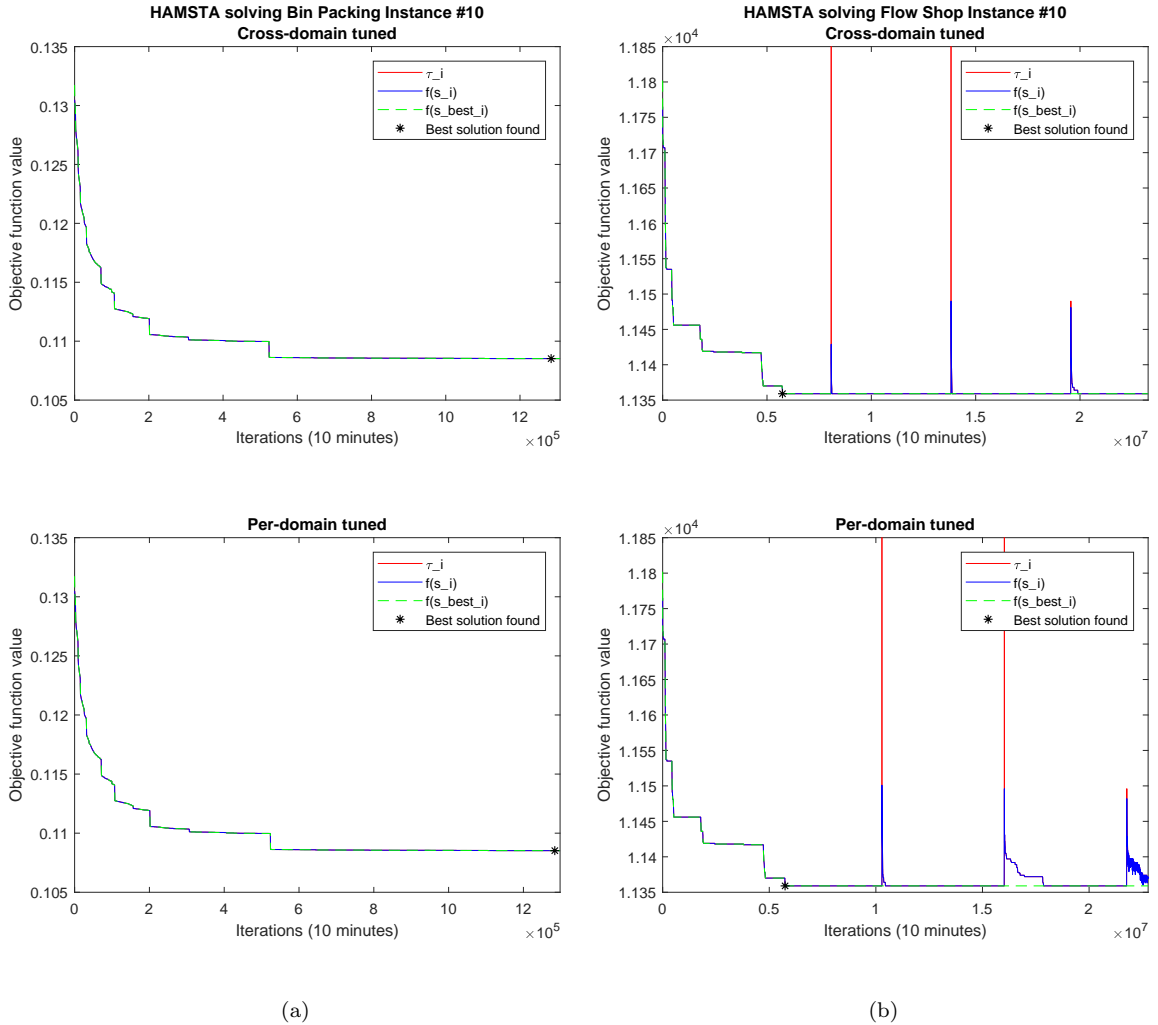 HAMSTA solving Bin Packing Instance #10
Cross-domain tuned
0.135
0.13
0.125
0.12
0.115
0.11
0.105
Objective function value
0
2
4
6
8
10
12
Iterations (10 minutes)
×10^5
τ_i
f(s_i)
f(s_best_i)
Best solution found
HAMSTA solving Flow Shop Instance #10
Cross-domain tuned
×10^4
1.185
1.18
1.175
1.17
1.165
1.16
1.155
1.15
1.145
1.14
1.135
Objective function value
0
0.5
1
1.5
2
Iterations (10 minutes)
×10^7
τ_i
f(s_i)
f(s_best_i)
Best solution found
Per-domain tuned
0.135
0.13
0.125
0.12
0.115
0.11
0.105
Objective function value
0
2
4
6
8
10
12
Iterations (10 minutes)
×10^5
τ_i
f(s_i)
f(s_best_i)
Best solution found
Per-domain tuned
×10^4
1.185
1.18
1.175
1.17
1.165
1.16
1.155
1.15
1.145
1.14
1.135
Objective function value
0
0.5
1
1.5
2
Iterations (10 minutes)
×10^7
τ_i
f(s_i)
f(s_best_i)
Best solution found
(a)
(b)